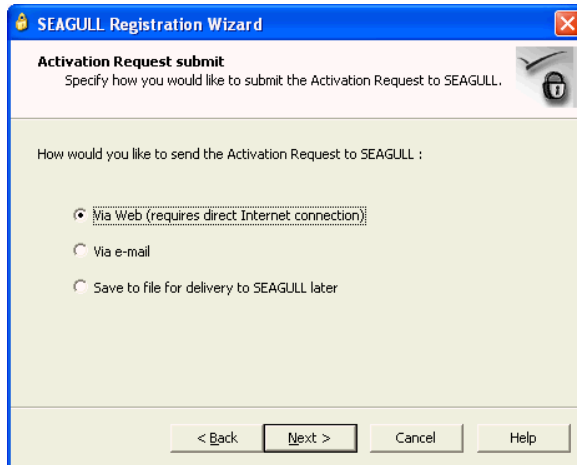 SEAGULL Registration Wizard
Activation Request submit
Specify how you would like to submit the Activation Request to SEAGULL.
How would you like to send the Activation Request to SEAGULL :
Via Web (requires direct Internet connection)
Via e-mail
Save to file for delivery to SEAGULL later
< Back Next > Cancel Help